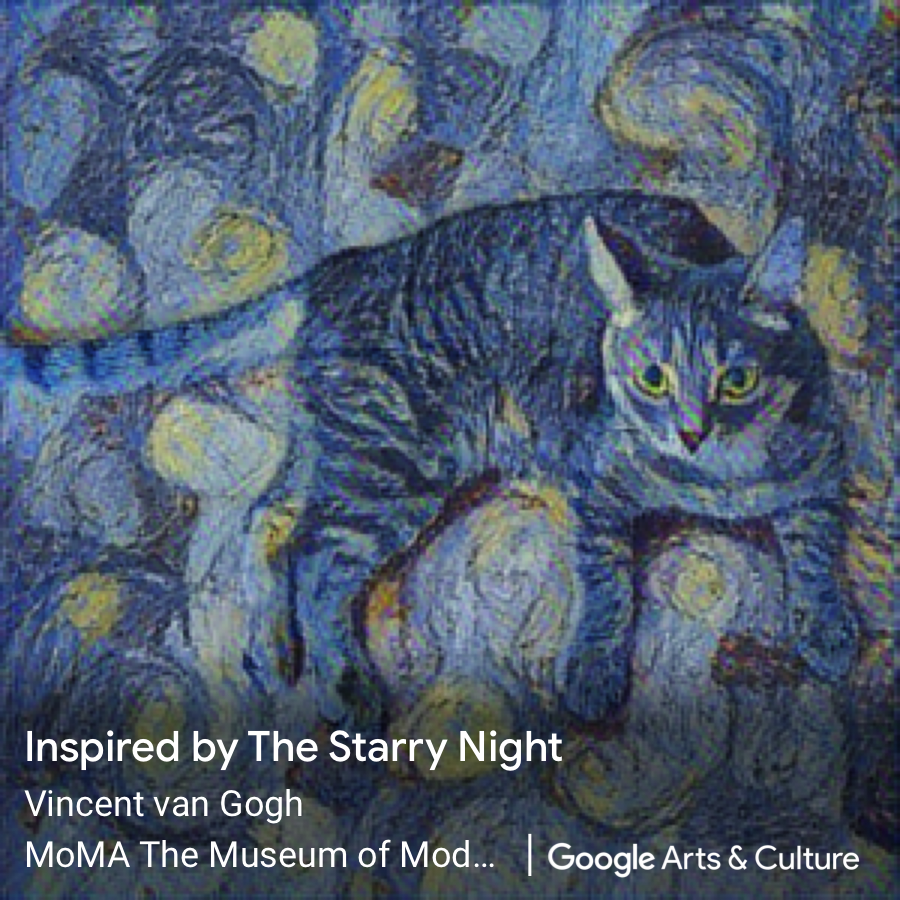 Inspired by The Starry Night
Vincent van Gogh
MoMA The Museum of Mod...
Google Arts & Culture